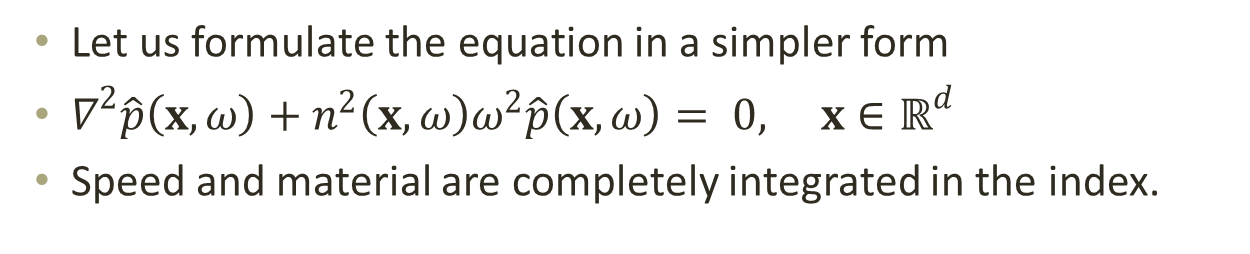 • Let us formulate the equation in a simpler form
• ∇²p̂(𝐱, ω) + n²(𝐱, ω)ω²p̂(𝐱, ω) = 0, 𝐱 ∈ ℝᵈ
• Speed and material are completely integrated in the index.